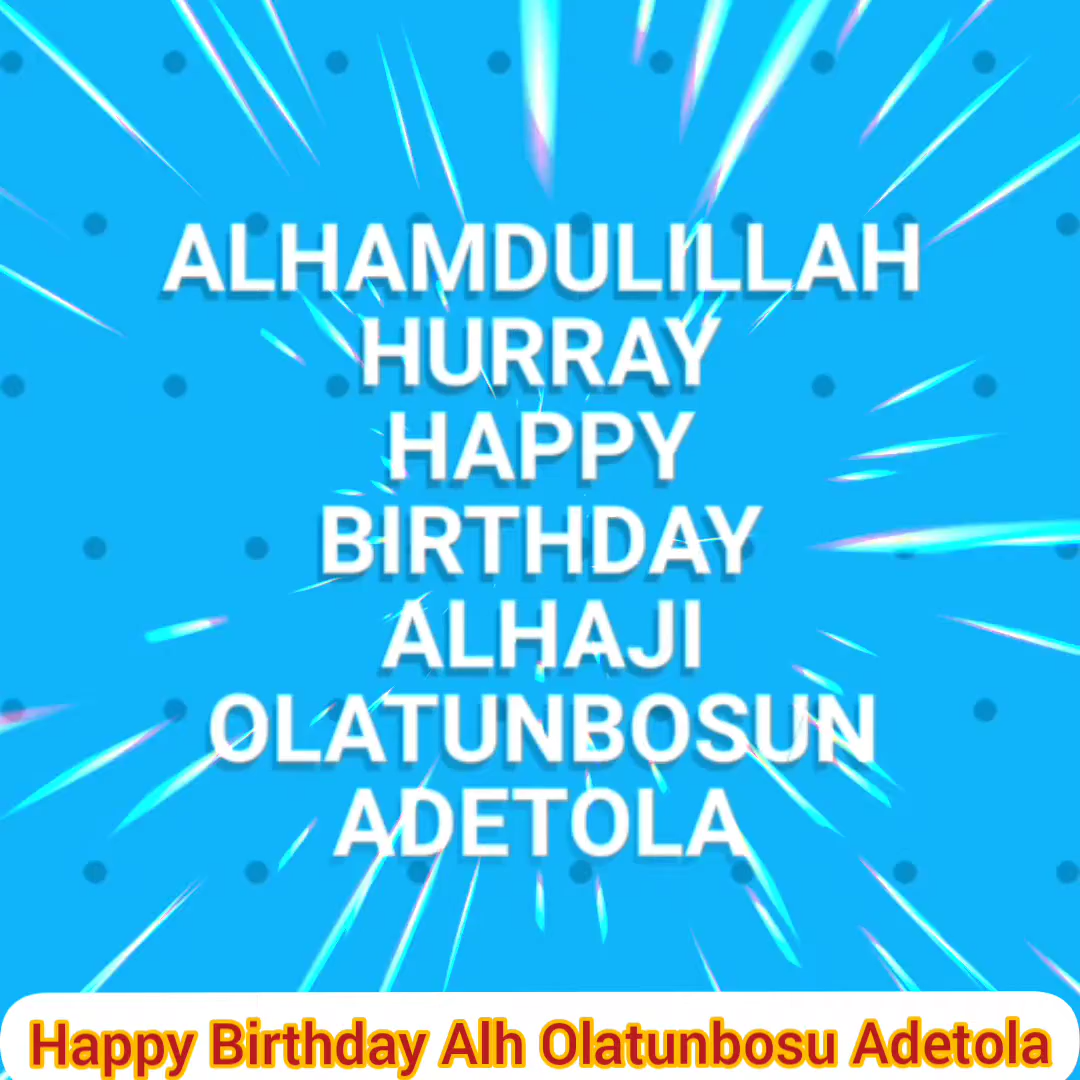 ALHAMDULILLAH
HURRAY
HAPPY
BIRTHDAY
ALHAJI
OLATUNBOSUN
ADETOLA
Happy Birthday Alh Olatunbosu Adetola